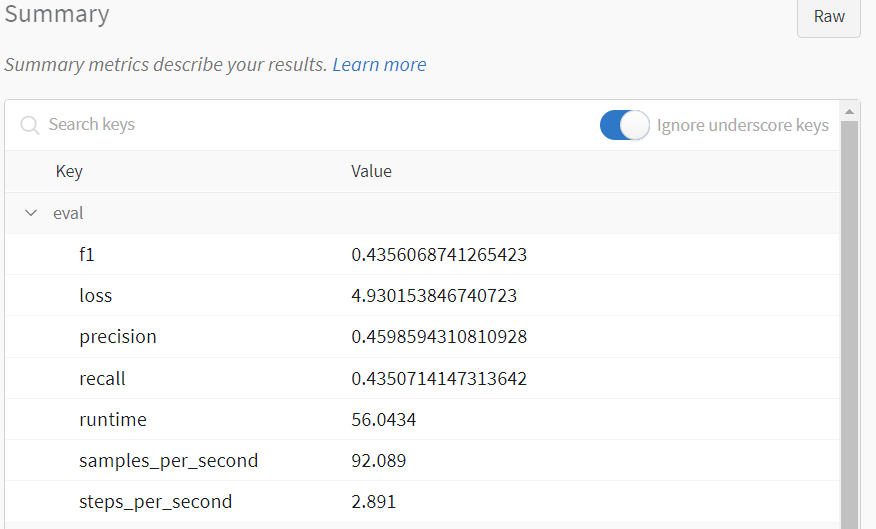 Summary
Raw
Summary metrics describe your results. Learn more
Search keys
Ignore underscore keys
Key Value
eval
f1 0.4356068741265423
loss 4.930153846740723
precision 0.4598594310810928
recall 0.4350714147313642
runtime 56.0434
samples_per_second 92.089
steps_per_second 2.891